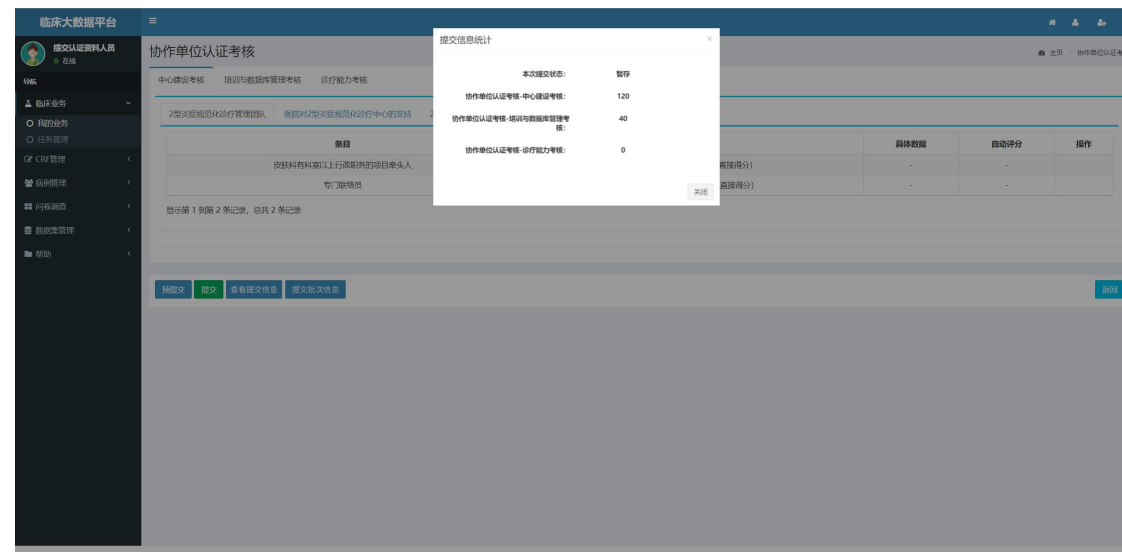 临床大数据平台
提交认证资料人员
在线
导航
临床业务
我的业务
任务管理
CRF管理
病例管理
问卷调查
数据集管理
帮助
协作单位认证考核
主页 > 协作单位认证考
中心建设考核 培训与数据库管理考核 诊疗能力考核
2型炎症规范化诊疗管理团队 医院对2型炎症规范化诊疗中心的支持 2
条目 具体数据 自动评分 操作
按肤科有科室以上行政职务的项目牵头人 直接得分) - -
专门联络员 直接得分) - -
显示第 1 到第 2 条记录，总共 2 条记录
预提交 提交 查看提交信息 提交批次信息 返回
提交信息统计 ×
本次提交状态: 暂存
协作单位认证考核-中心建设考核: 120
协作单位认证考核-培训与数据库管理考
核: 40
协作单位认证考核-诊疗能力考核: 0
关闭